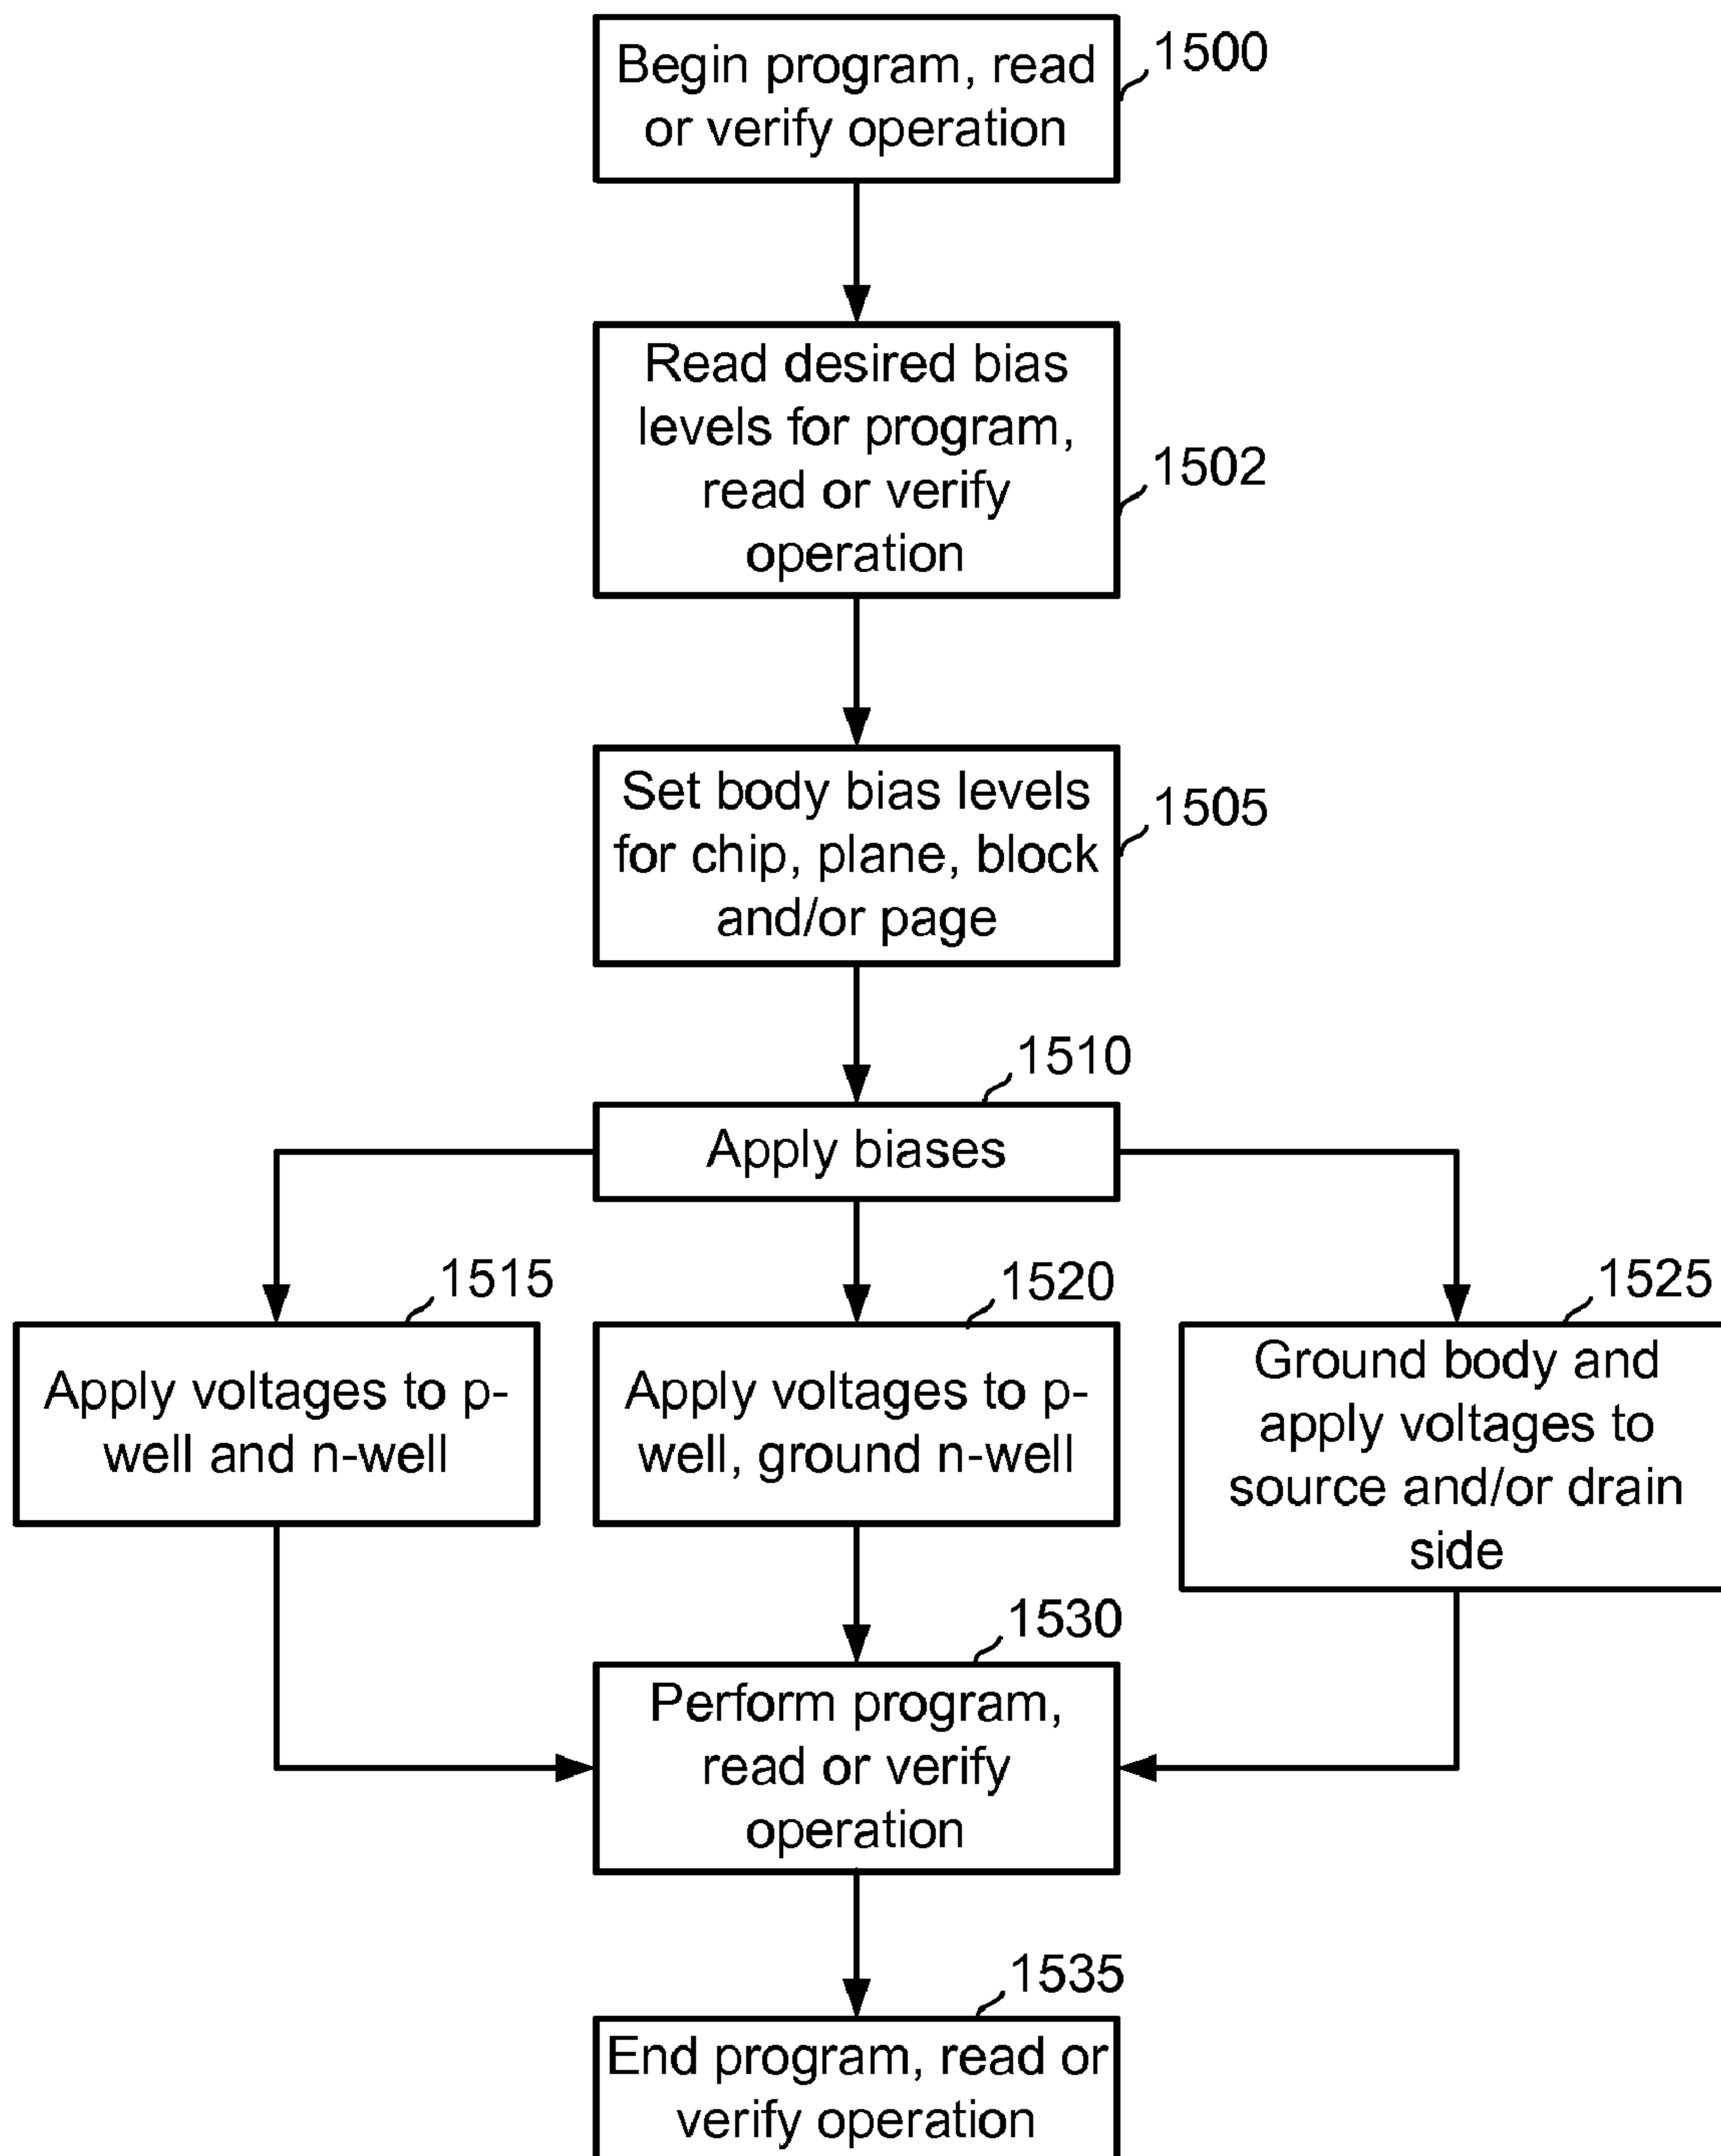 Begin program, read
or verify operation
1500
Read desired bias
levels for program,
read or verify
operation
1502
Set body bias levels
for chip, plane, block
and/or page
1505
1510
Apply biases
1515
Apply voltages to p-
well and n-well
1520
Apply voltages to p-
well, ground n-well
1525
Ground body and
apply voltages to
source and/or drain
side
1530
Perform program,
read or verify
operation
1535
End program, read or
verify operation